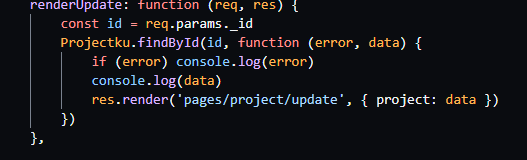 renderUpdate: function (req, res) {
const id = req.params._id
Projectku.findById(id, function (error, data) {
if (error) console.log(error)
console.log(data)
res.render('pages/project/update', { project: data })
})
},